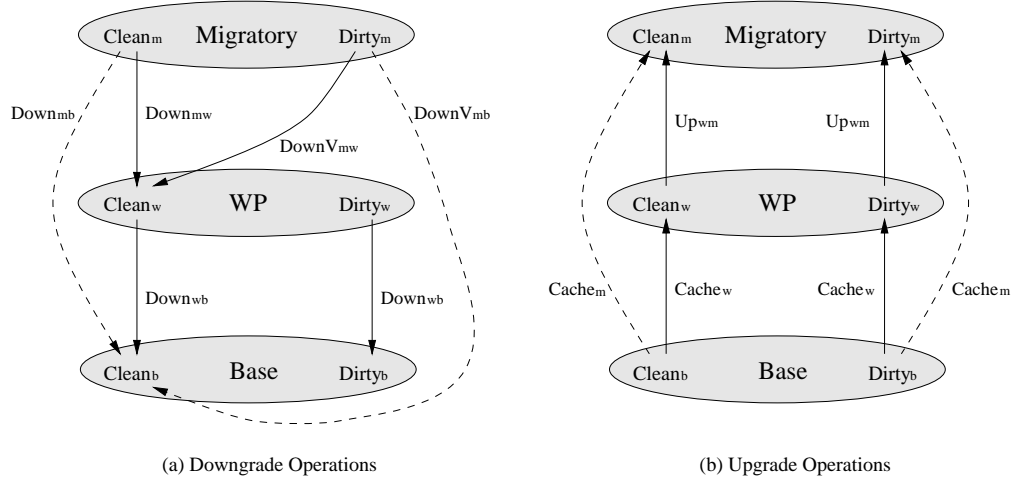 Cleanm Migratory Dirtym
Downmb
Downmw
DownVmb
DownVmw
Cleanw WP Dirtyw
Downwb
Downwb
Cleanb Base Dirtyb
(a) Downgrade Operations
Cleanm Migratory Dirtym
Upwm
Upwm
Cleanw WP Dirtyw
Cachem
Cachew
Cachew
Cachem
Cleanb Base Dirtyb
(b) Upgrade Operations